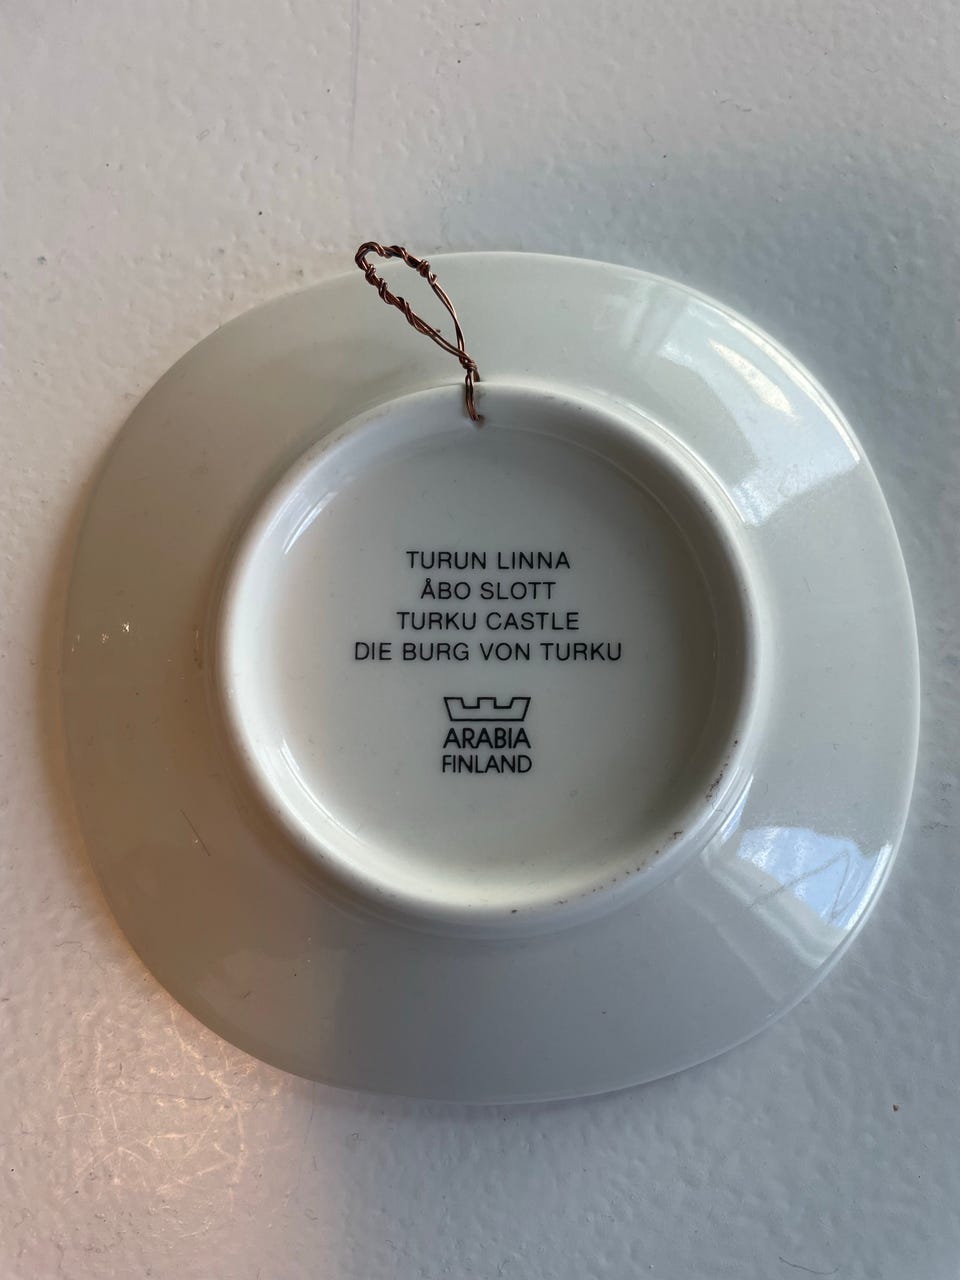 TURUN LINNA
ÅBO SLOTT
TURKU CASTLE
DIE BURG VON TURKU
ARABIA
FINLAND